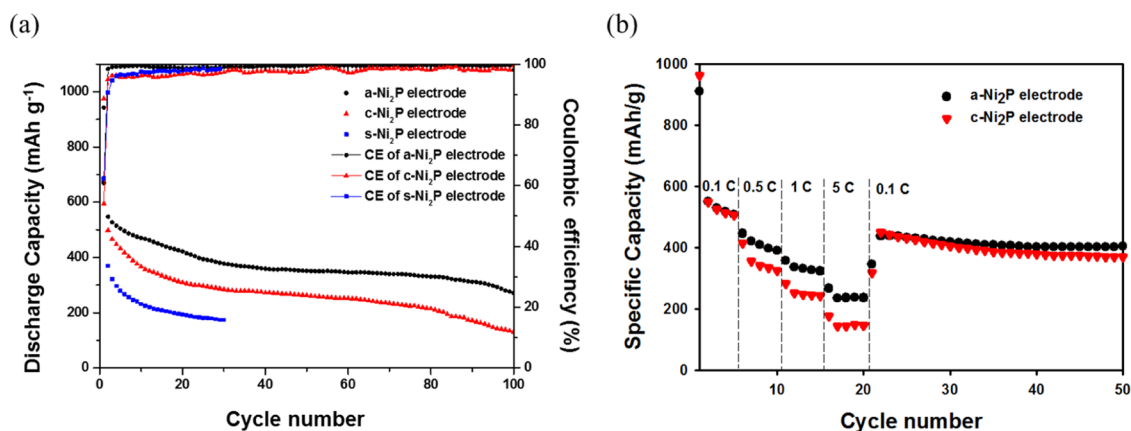 (a)
Discharge Capacity (mAh g⁻¹)
1000
800
600
400
200
0
a-Ni₂P electrode
c-Ni₂P electrode
s-Ni₂P electrode
CE of a-Ni₂P electrode
CE of c-Ni₂P electrode
CE of s-Ni₂P electrode
100
80
60
40
20
0
Coulombic efficiency (%)
0 20 40 60 80 100
Cycle number
(b)
Specific Capacity (mAh/g)
1000
800
600
400
200
0
a-Ni₂P electrode
c-Ni₂P electrode
0.1 C 0.5 C 1 C 5 C 0.1 C
10 20 30 40 50
Cycle number